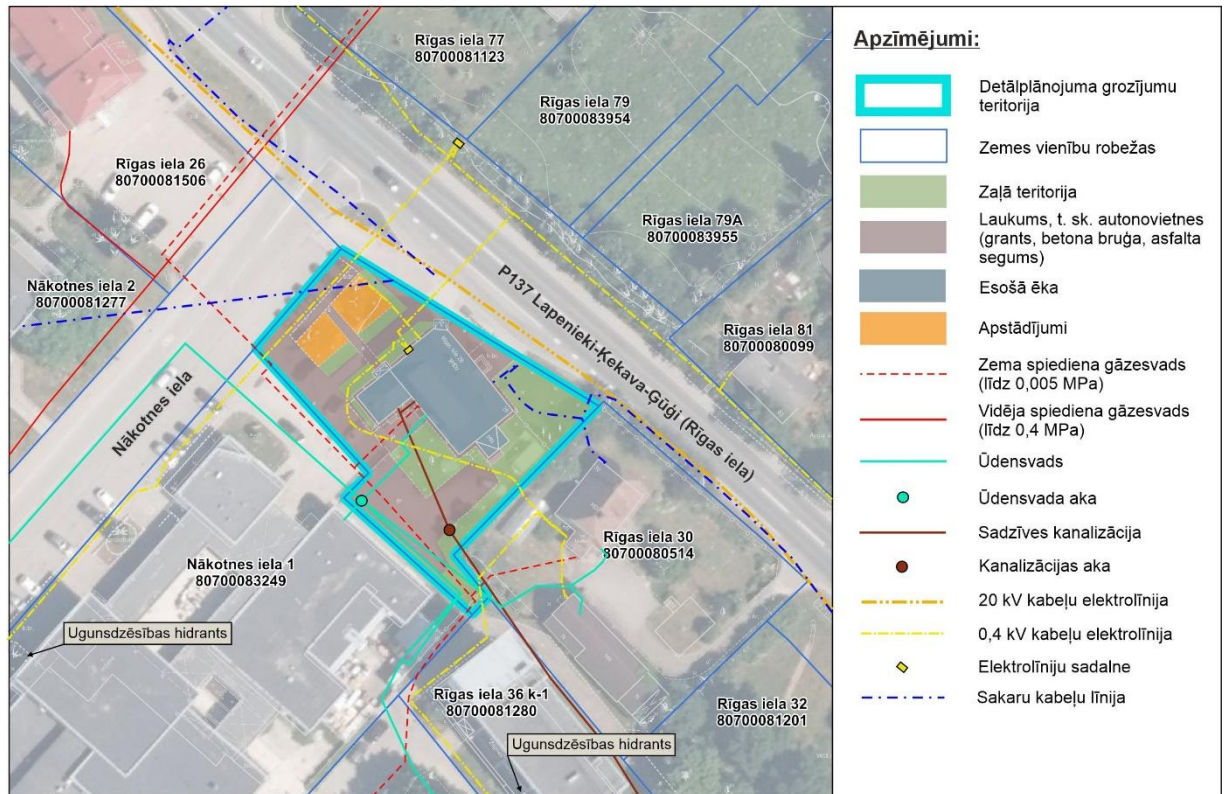 Rīgas iela 77
80700081123
Rīgas iela 79
80700083954
Rīgas iela 26
80700081506
Rīgas iela 79A
80700083955
Nākotnes iela 2
80700081277
P137 Lapenieki-Ķekava-Gūģi (Rīgas iela)
Rīgas iela 81
80700080099
Nākotnes iela
Rīgas iela 30
80700080514
Nākotnes iela 1
80700083249
Ugunsdzēsības hidrants
Rīgas iela 36 k-1
80700081280
Rīgas iela 32
80700081201
Ugunsdzēsības hidrants
Apzīmējumi:
Detālplānojuma grozījumu
teritorija
Zemes vienību robežas
Zaļā teritorija
Laukums, t. sk. autonovietnes
(grants, betona bruģa, asfalta
segums)
Esošā ēka
Apstādījumi
Zema spiediena gāzesvads
(līdz 0,005 MPa)
Vidēja spiediena gāzesvads
(līdz 0,4 MPa)
Ūdensvads
Ūdensvada aka
Sadzīves kanalizācija
Kanalizācijas aka
20 kV kabeļu elektrolīnija
0,4 kV kabeļu elektrolīnija
Elektrolīniju sadalne
Sakaru kabeļu līnija